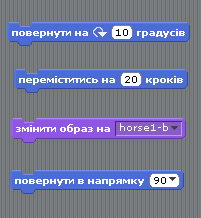 повернути на 10 градусів
переміститись на 20 кроків
змінити образ на horse1-b
повернути в напрямку 90